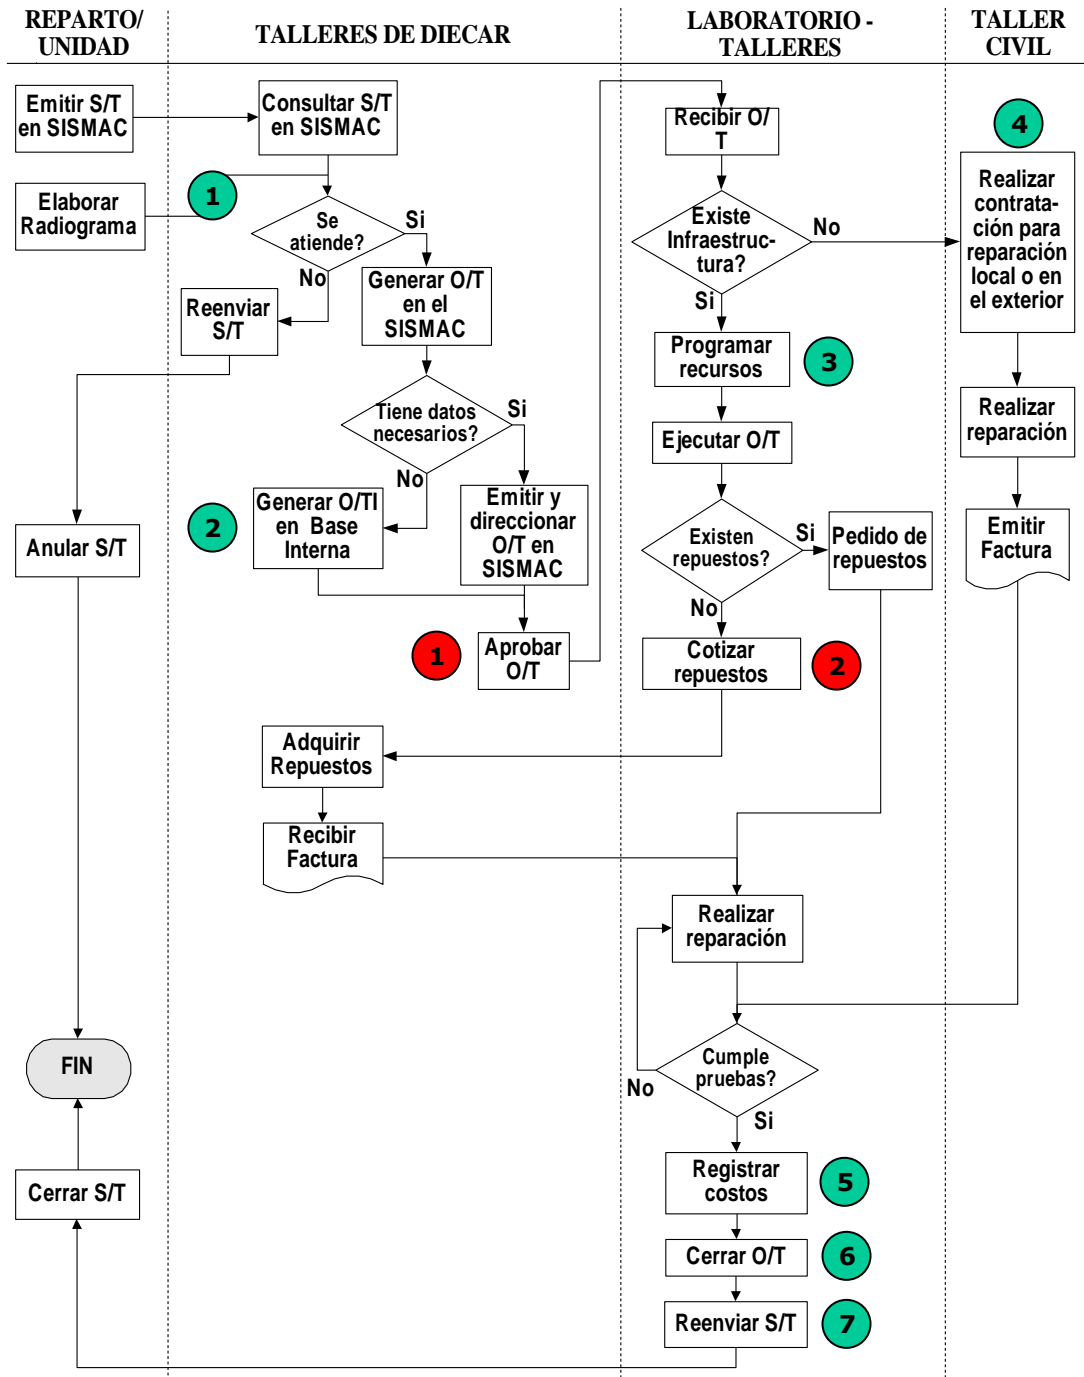 REPARTO/
UNIDAD
TALLERES DE DIECAR
LABORATORIO -
TALLERES
TALLER
CIVIL
Emitir S/T
en SISMAC
Consultar S/T
en SISMAC
Recibir O/
T
4
Elaborar
Radiograma
1
Se
atiende?
Si
No
Existe
Infraestruc-
tura?
No
Si
Realizar
contrata-
ción para
reparación
local o en
el exterior
Reenviar
S/T
Generar O/T
en el
SISMAC
Programar
recursos
3
Tiene datos
necesarios?
Si
No
Ejecutar O/T
Realizar
reparación
2
Generar O/TI
en Base
Interna
Emitir y
direccionar
O/T en
SISMAC
Existen
repuestos?
Si
No
Pedido de
repuestos
Emitir
Factura
Anular S/T
1
Aprobar
O/T
Cotizar
repuestos
2
Adquirir
Repuestos
Recibir
Factura
Realizar
reparación
FIN
Cumple
pruebas?
No
Si
Cerrar S/T
Registrar
costos
5
Cerrar O/T
6
Reenviar S/T
7